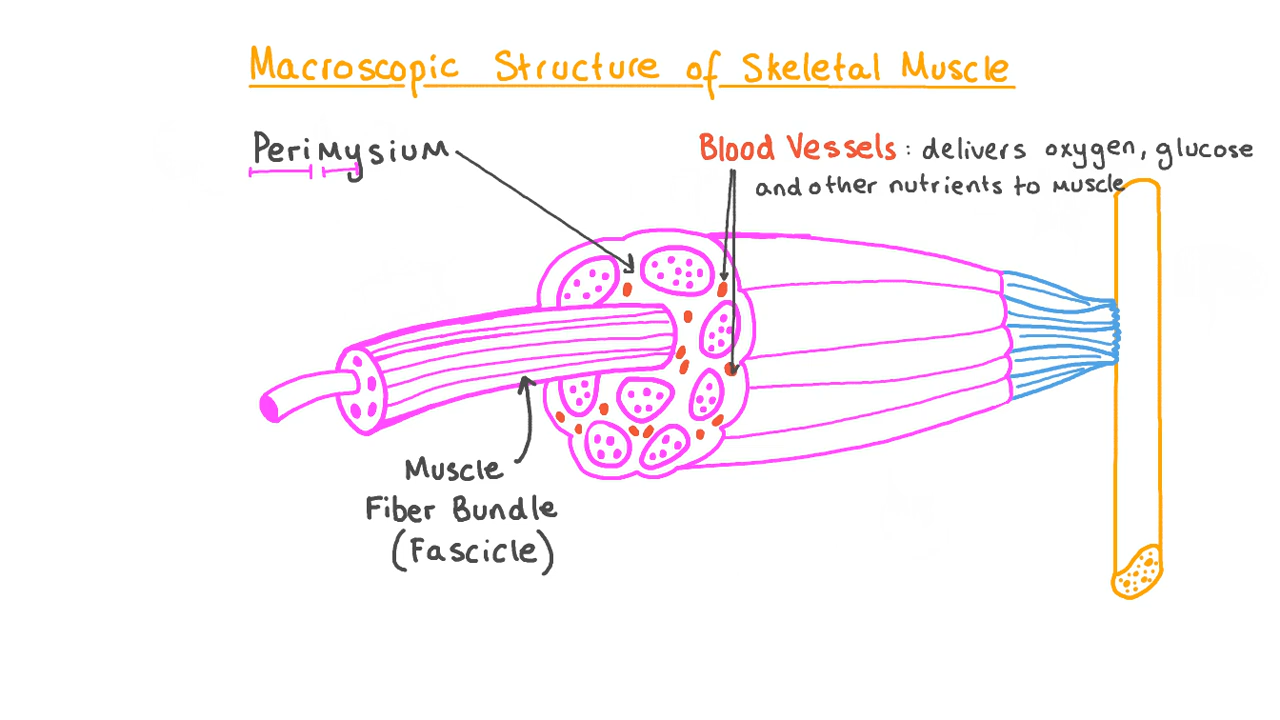 Macroscopic Structure of Skeletal Muscle
Perimysium
Blood Vessels: delivers oxygen, glucose
and other nutrients to muscle
Muscle
Fiber Bundle
(Fascicle)